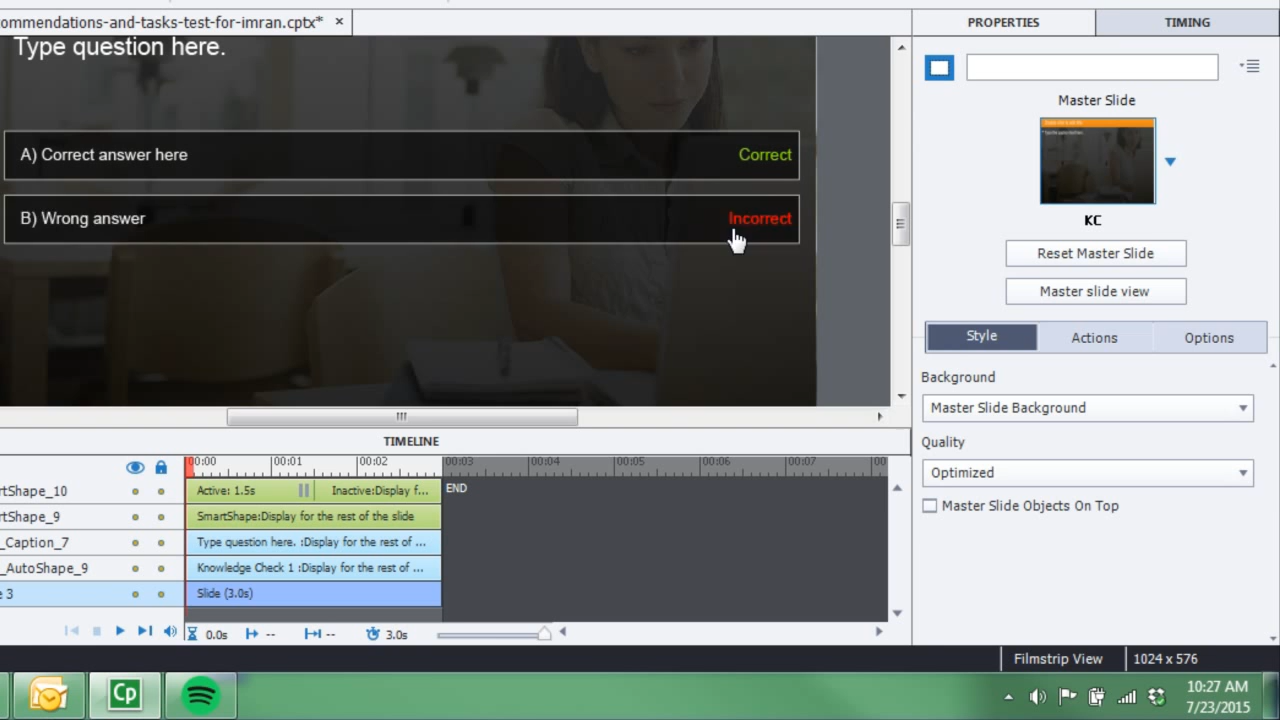 ommendations-and-tasks-test-for-imran.cptx* ×
PROPERTIES
TIMING
Type question here.
A) Correct answer here
Correct
B) Wrong answer
Incorrect
Master Slide
KC
Reset Master Slide
Master slide view
Style
Actions
Options
Background
Master Slide Background
Quality
Optimized
Master Slide Objects On Top
TIMELINE
00:00 00:01 00:02 00:03 00:04 00:05 00:06 00:07 00
rtShape_10
Active: 1.5s
Inactive:Display f...
END
rtShape_9
SmartShape:Display for the rest of the slide
_Caption_7
Type question here. :Display for the rest of ...
_AutoShape_9
Knowledge Check 1 :Display for the rest of ...
e 3
Slide (3.0s)
0.0s
--
--
3.0s
Filmstrip View
1024 x 576
Cp
10:27 AM
7/23/2015